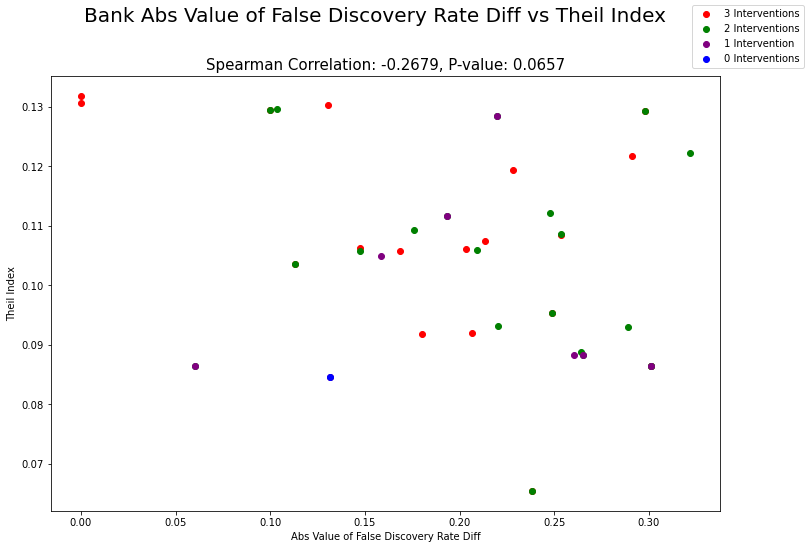 Bank Abs Value of False Discovery Rate Diff vs Theil Index
3 Interventions
2 Interventions
1 Intervention
0 Interventions
Spearman Correlation: -0.2679, P-value: 0.0657
0.13
0.12
0.11
0.10
0.09
0.08
0.07
Theil Index
0.00 0.05 0.10 0.15 0.20 0.25 0.30
Abs Value of False Discovery Rate Diff